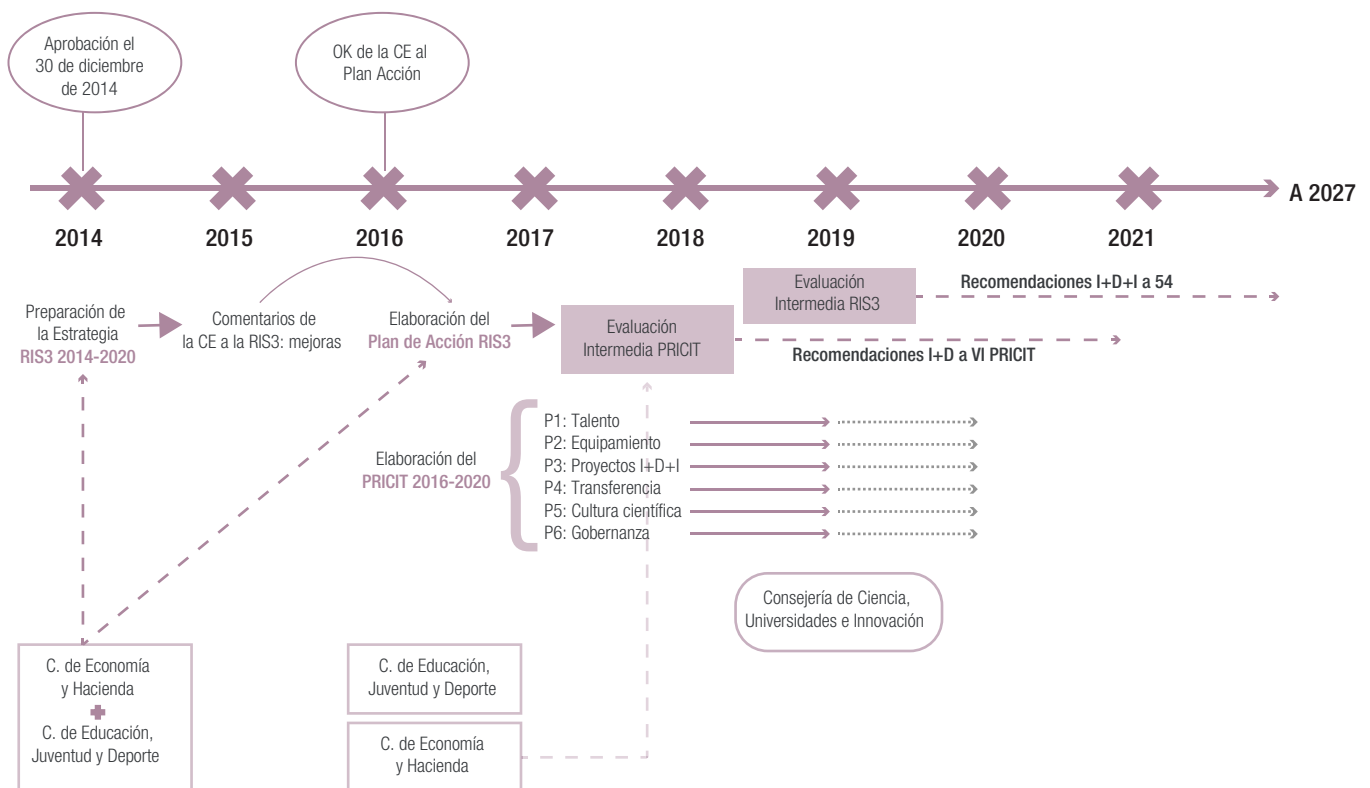 Aprobación el
30 de diciembre
de 2014
OK de la CE al
Plan Acción
A 2027
2014
2015
2016
2017
2018
2019
2020
2021
Preparación de
la Estrategia
RIS3 2014-2020
Comentarios de
la CE a la RIS3: mejoras
Elaboración del
Plan de Acción RIS3
Evaluación
Intermedia PRICIT
Evaluación
Intermedia RIS3
Recomendaciones I+D+I a 54
Recomendaciones I+D a VI PRICIT
Elaboración del
PRICIT 2016-2020
P1: Talento
P2: Equipamiento
P3: Proyectos I+D+I
P4: Transferencia
P5: Cultura científica
P6: Gobernanza
Consejería de Ciencia,
Universidades e Innovación
C. de Economía
y Hacienda
C. de Educación,
Juventud y Deporte
C. de Educación,
Juventud y Deporte
C. de Economía
y Hacienda